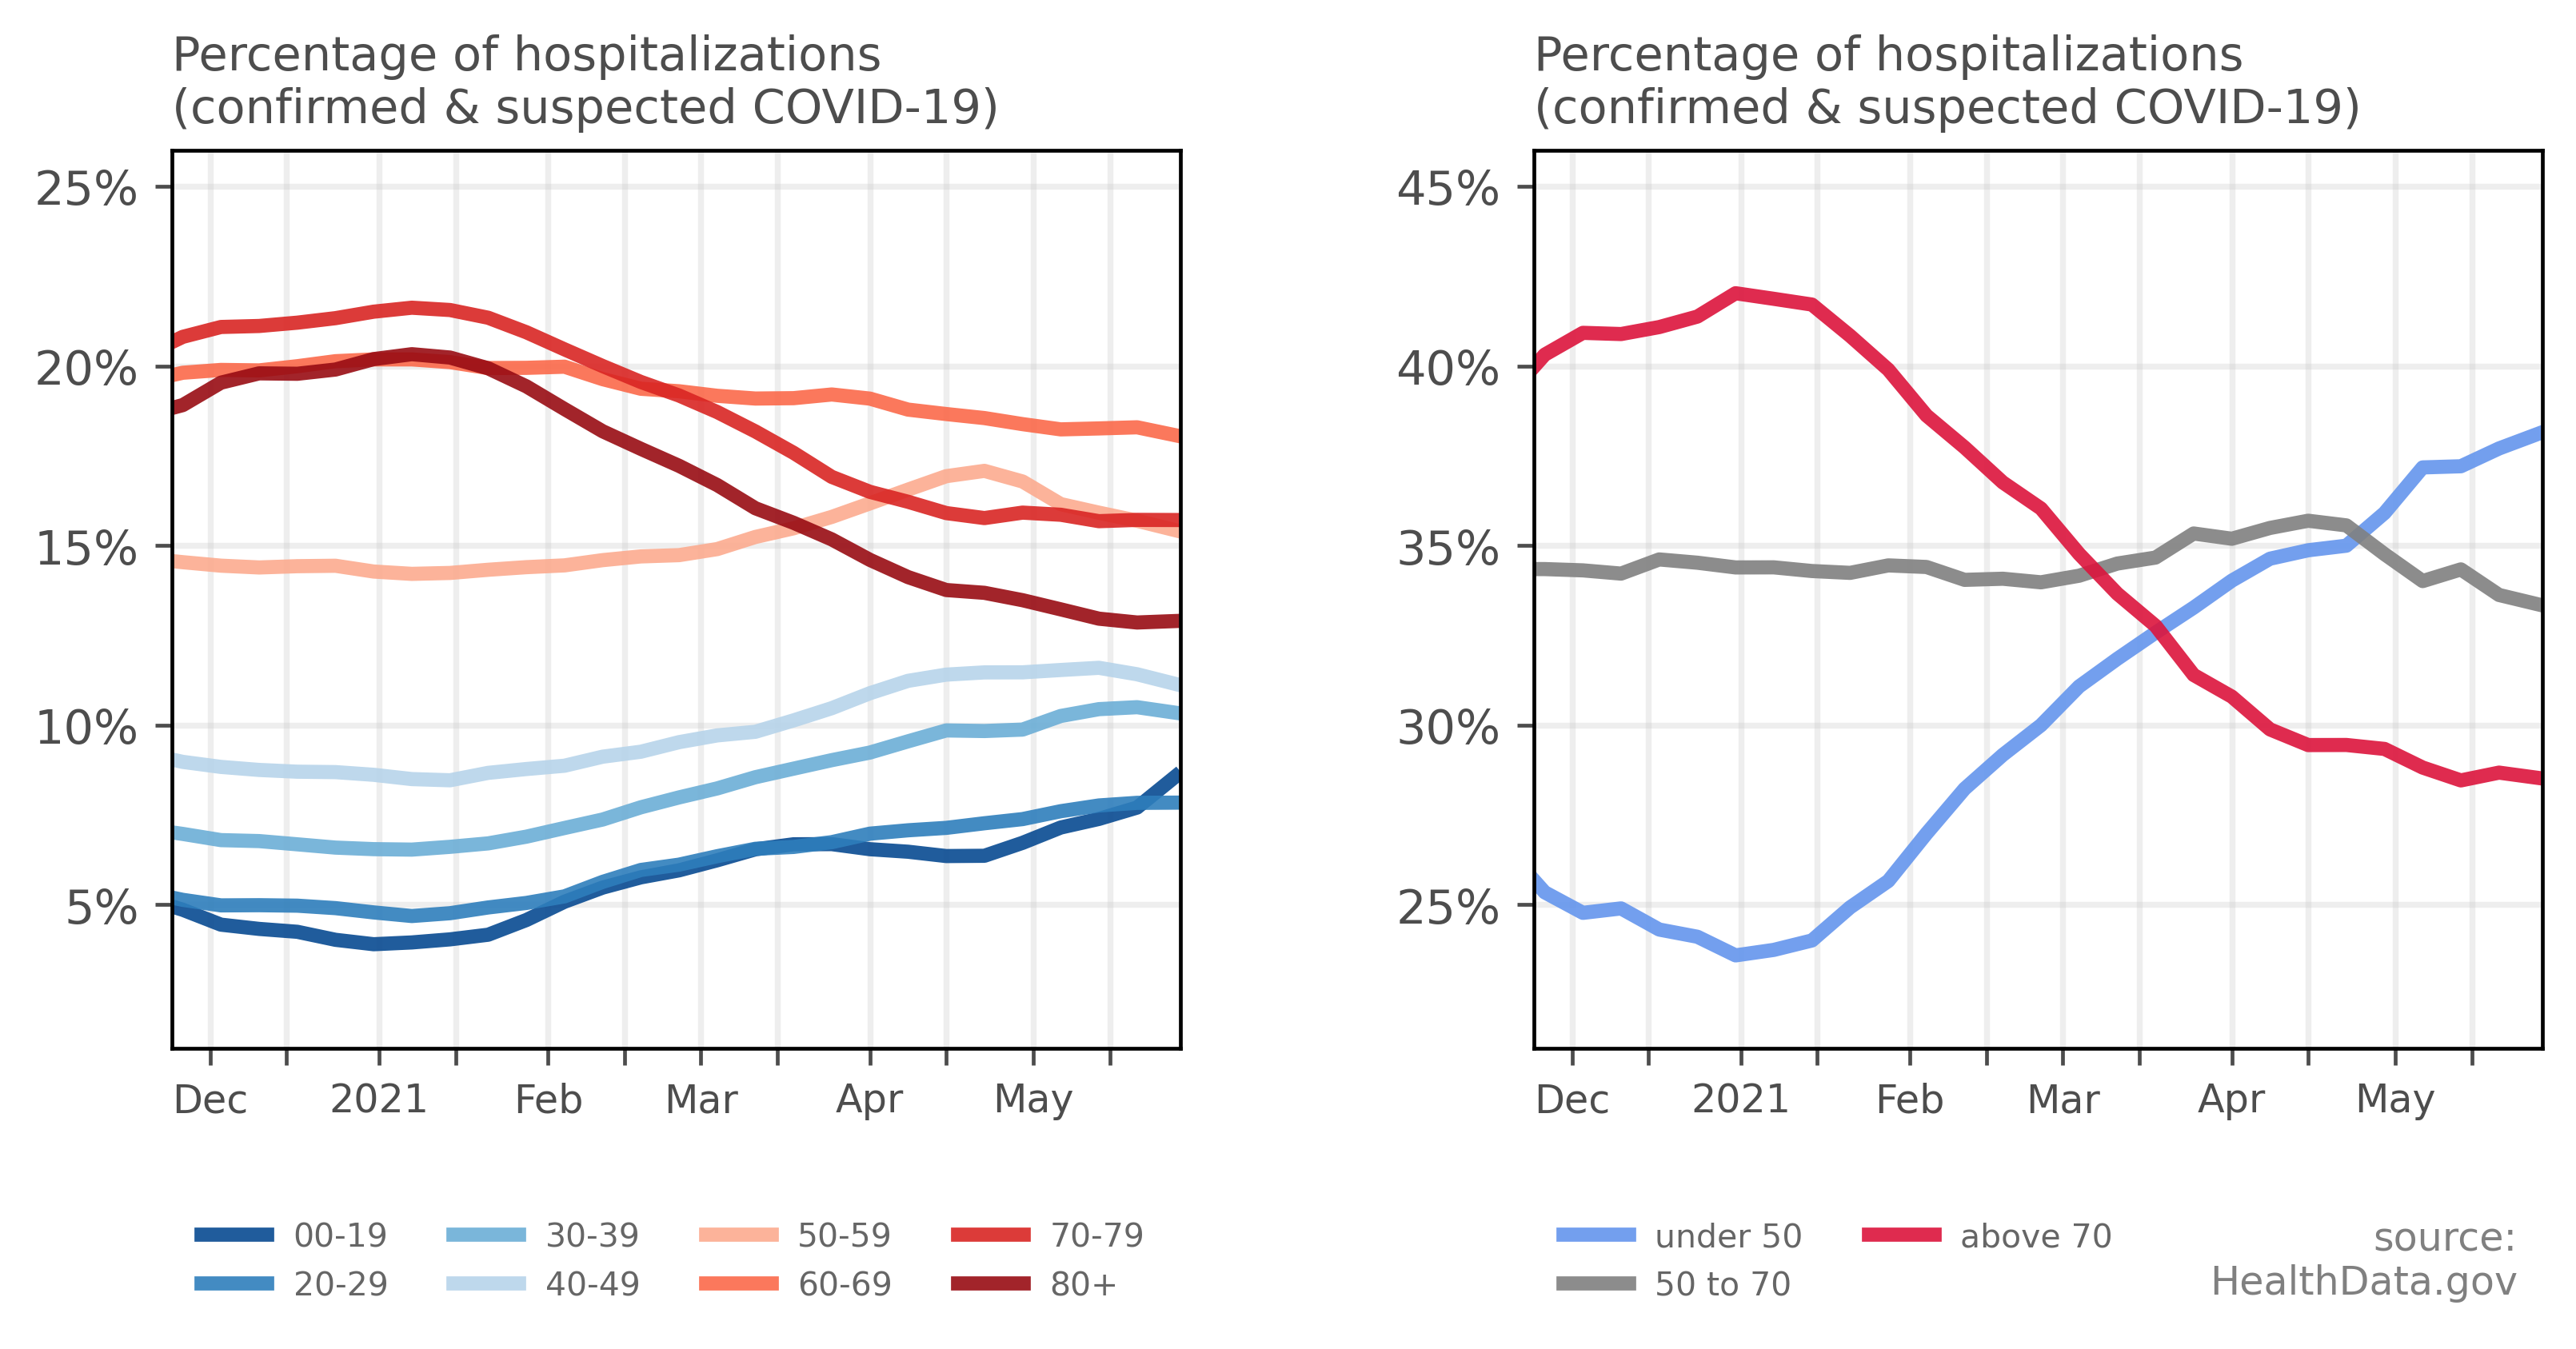 Percentage of hospitalizations
(confirmed & suspected COVID-19)
25%
20%
15%
10%
5%
Dec 2021 Feb Mar Apr May
00-19 30-39 50-59 70-79
20-29 40-49 60-69 80+
Percentage of hospitalizations
(confirmed & suspected COVID-19)
45%
40%
35%
30%
25%
Dec 2021 Feb Mar Apr May
under 50 above 70
50 to 70
source:
HealthData.gov